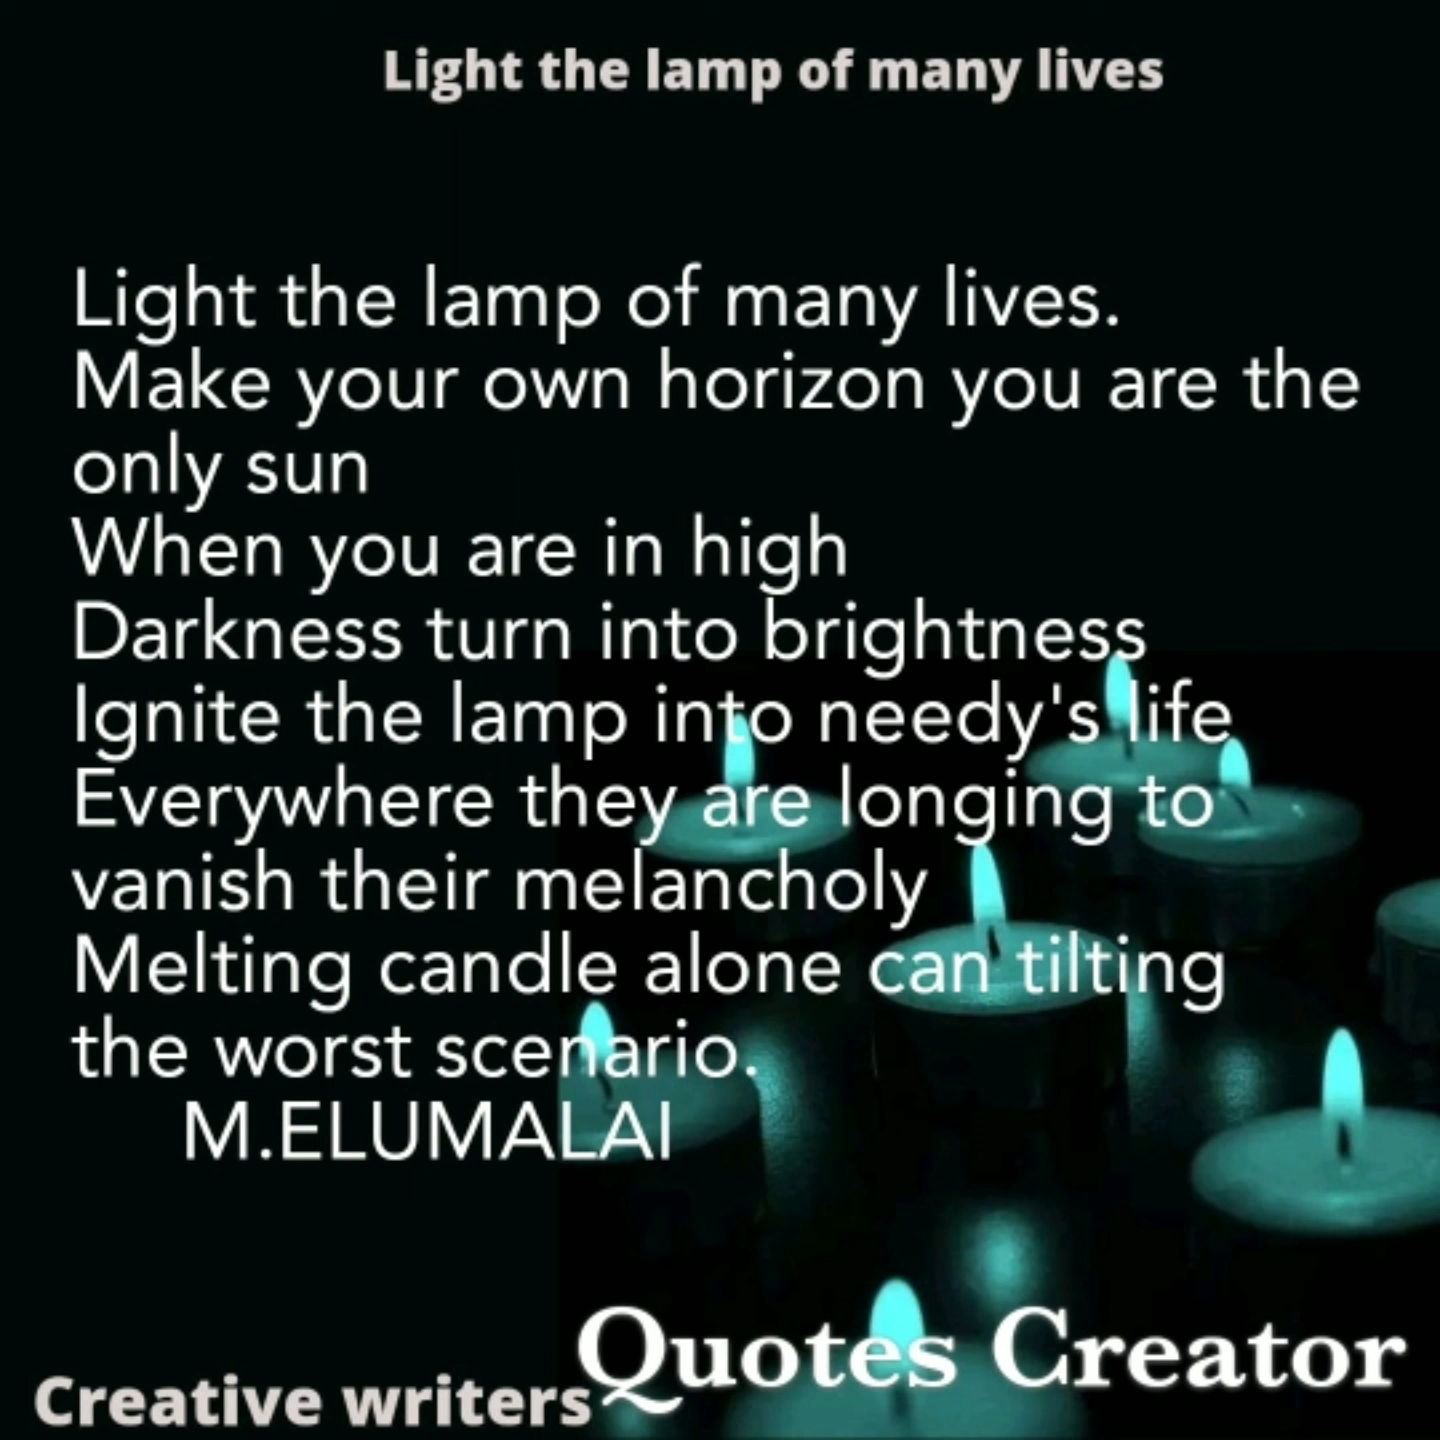 Light the lamp of many lives
Light the lamp of many lives.
Make your own horizon you are the
only sun
When you are in high
Darkness turn into brightness
Ignite the lamp into needy's life
Everywhere they are longing to
vanish their melancholy
Melting candle alone can tilting
the worst scenario.
M.ELUMALAI
Quotes Creator
Creative writers